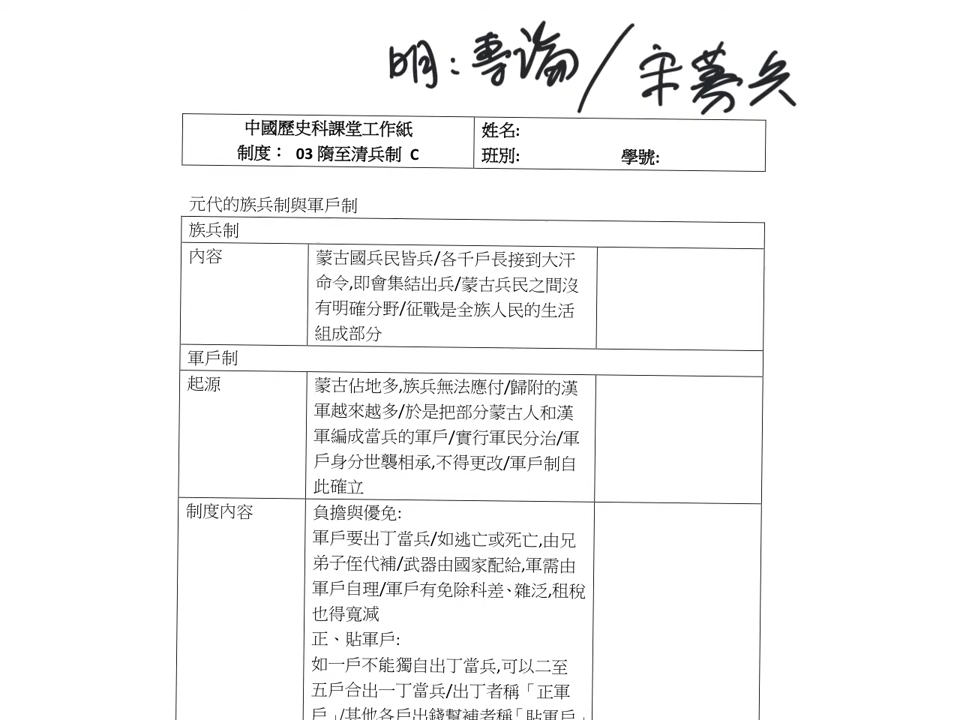 明:專論/宋募兵
中國歷史科課堂工作紙
制度： 03 隋至清兵制 C
姓名:
班別: 學號:
元代的族兵制與軍戶制
族兵制
內容
蒙古國兵民皆兵/各千戶長接到大汗
命令,即會集結出兵/蒙古兵民之間沒
有明確分野/征戰是全族人民的生活
組成部分
軍戶制
起源
蒙古佔地多,族兵無法應付/歸附的漢
軍越來越多/於是把部分蒙古人和漢
軍編成當兵的軍戶/實行軍民分治/軍
戶身分世襲相承,不得更改/軍戶制自
此確立
制度內容
負擔與優免:
軍戶要出丁當兵/如逃亡或死亡,由兄
弟子侄代補/武器由國家配給,軍需由
軍戶自理/軍戶有免除科差、雜泛,租稅
也得寬減
正、貼軍戶:
如一戶不能獨自出丁當兵,可以二至
五戶合出一丁當兵/出丁者稱「正軍
戶」/其他各戶出錢幫補者稱「貼軍戶」